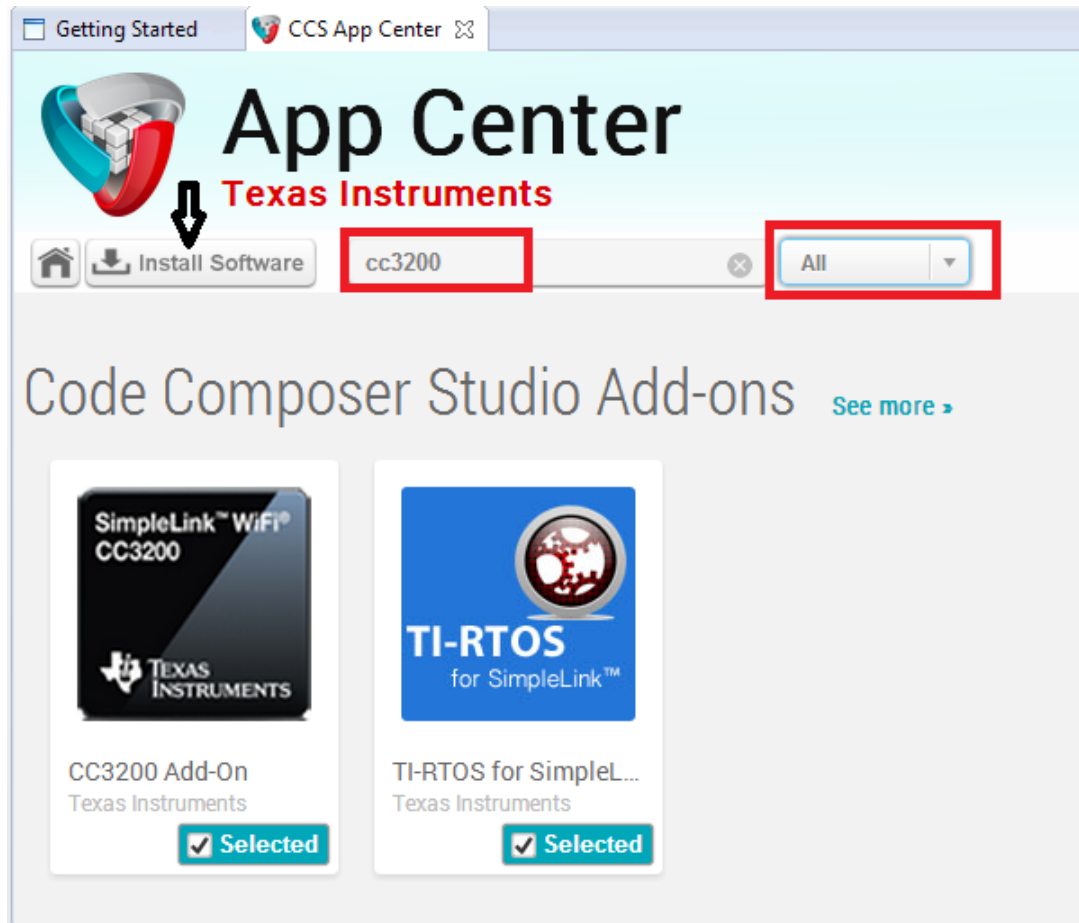 Getting Started
CCS App Center
App Center
Texas Instruments
Install Software
cc3200
All
Code Composer Studio Add-ons See more »
SimpleLink™ WiFi®
CC3200
TEXAS
INSTRUMENTS
TI-RTOS
for SimpleLink™
CC3200 Add-On
Texas Instruments
Selected
TI-RTOS for SimpleL...
Texas Instruments
Selected